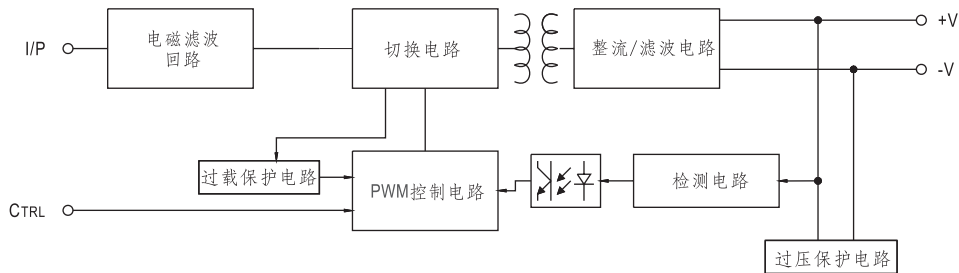 +V
I/P
电磁滤波
回路
切换电路
整流/滤波电路
-V
过载保护电路
PWM控制电路
检测电路
CTRL
过压保护电路